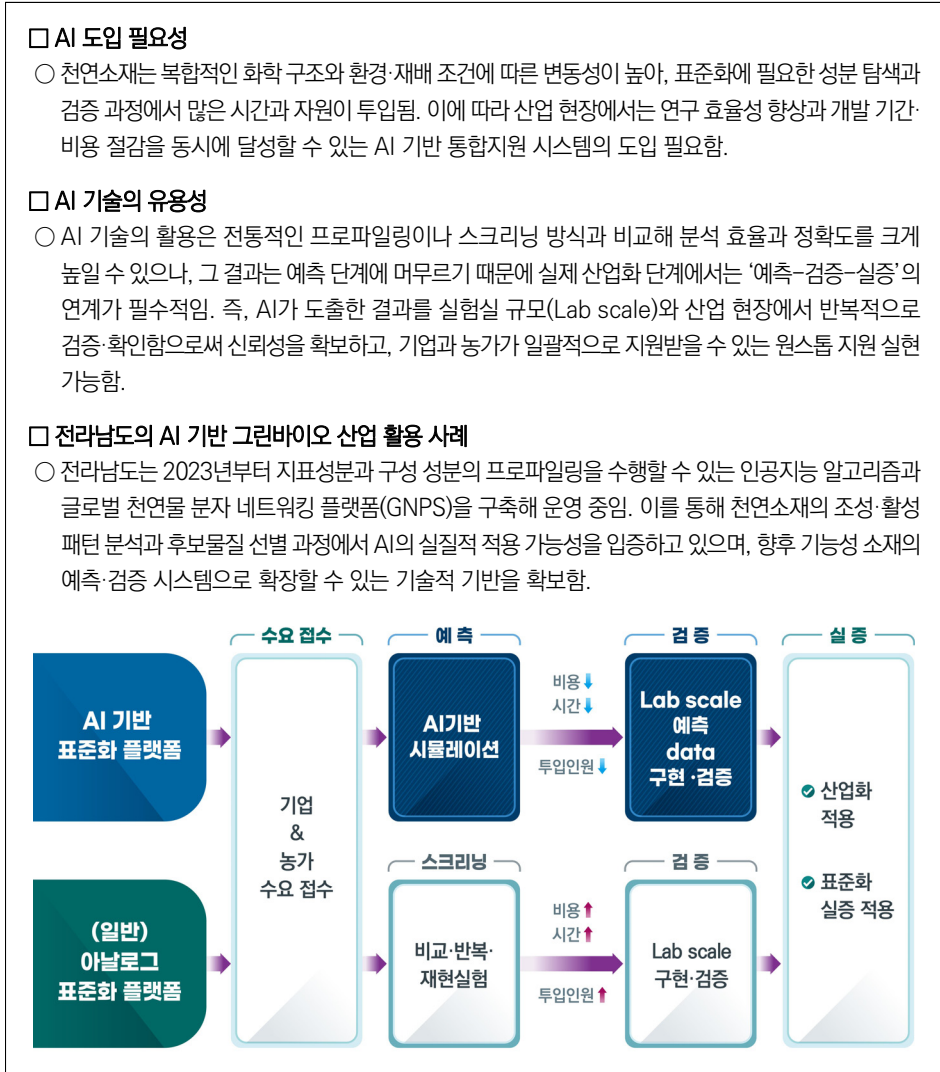 □ AI 도입 필요성
○ 천연소재는 복합적인 화학 구조와 환경·재배 조건에 따른 변동성이 높아, 표준화에 필요한 성분 탐색과
검증 과정에서 많은 시간과 자원이 투입됨. 이에 따라 산업 현장에서는 연구 효율성 향상과 개발 기간·
비용 절감을 동시에 달성할 수 있는 AI 기반 통합지원 시스템의 도입 필요함.
□ AI 기술의 유용성
○ AI 기술의 활용은 전통적인 프로파일링이나 스크리닝 방식과 비교해 분석 효율과 정확도를 크게
높일 수 있으나, 그 결과는 예측 단계에 머무르기 때문에 실제 산업화 단계에서는 ‘예측-검증-실증’의
연계가 필수적임. 즉, AI가 도출한 결과를 실험실 규모(Lab scale)와 산업 현장에서 반복적으로
검증·확인함으로써 신뢰성을 확보하고, 기업과 농가가 일괄적으로 지원받을 수 있는 원스톱 지원 실현
가능함.
□ 전라남도의 AI 기반 그린바이오 산업 활용 사례
○ 전라남도는 2023년부터 지표성분과 구성 성분의 프로파일링을 수행할 수 있는 인공지능 알고리즘과
글로벌 천연물 분자 네트워킹 플랫폼(GNPS)을 구축해 운영 중임. 이를 통해 천연소재의 조성·활성
패턴 분석과 후보물질 선별 과정에서 AI의 실질적 적용 가능성을 입증하고 있으며, 향후 기능성 소재의
예측·검증 시스템으로 확장할 수 있는 기술적 기반을 확보함.
수요 접수
예 측
검 증
실 증
AI 기반
표준화 플랫폼
기업
&
농가
수요 접수
AI기반
시뮬레이션
비용⬇
시간⬇
투입인원⬇
Lab scale
예측
data
구현·검증
산업화
적용
표준화
실증 적용
스크리닝
검 증
(일반)
아날로그
표준화 플랫폼
비교·반복·
재현실험
비용⬆
시간⬆
투입인원⬆
Lab scale
구현·검증